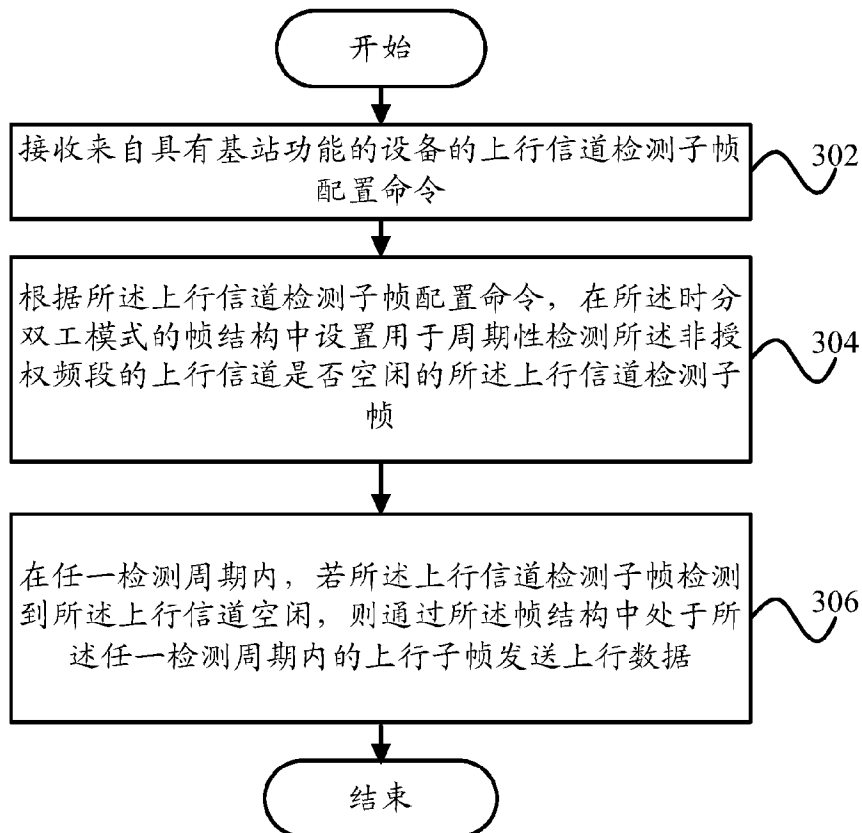 开始
接收来自具有基站功能的设备的上行信道检测子帧
配置命令
302
根据所述上行信道检测子帧配置命令，在所述时分
双工模式的帧结构中设置用于周期性检测所述非授
权频段的上行信道是否空闲的所述上行信道检测子
帧
304
在任一检测周期内，若所述上行信道检测子帧检测
到所述上行信道空闲，则通过所述帧结构中处于所
述任一检测周期内的上行子帧发送上行数据
306
结束